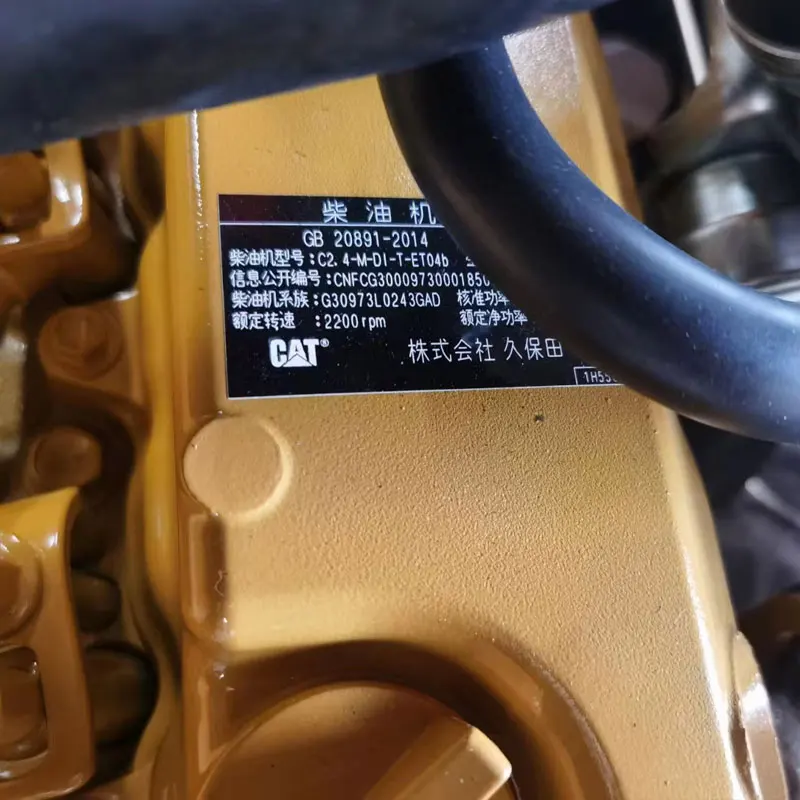 柴油机
GB 20891-2014
柴油机型号:C2.4-M-DI-T-ET04b
信息公开编号:CNFCG3000973000185
柴油机系族:G30973L0243GAD 核准功率
额定转速:2200rpm 额定净功率
CAT® 株式会社 久保田
1H55